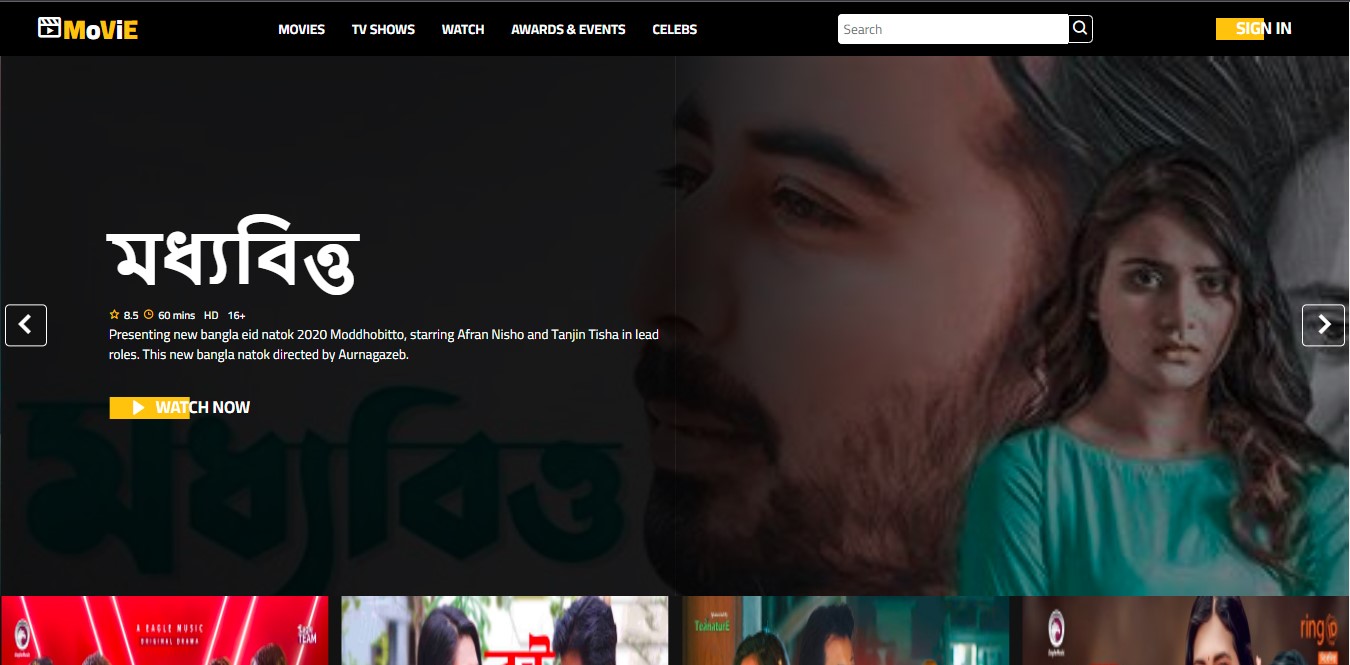 MoViE
MOVIES TV SHOWS WATCH AWARDS & EVENTS CELEBS
Search
SIGN IN
মধ্যবিত্ত
8.5 60 mins HD 16+
Presenting new bangla eid natok 2020 Moddhobitto, starring Afran Nisho and Tanjin Tisha in lead
roles. This new bangla natok directed by Aurnagazeb.
WATCH NOW
মধ্যবিত্ত
A EAGLE MUSIC
ORIGINAL DRAMA
TEAM
TeanaturE
ring